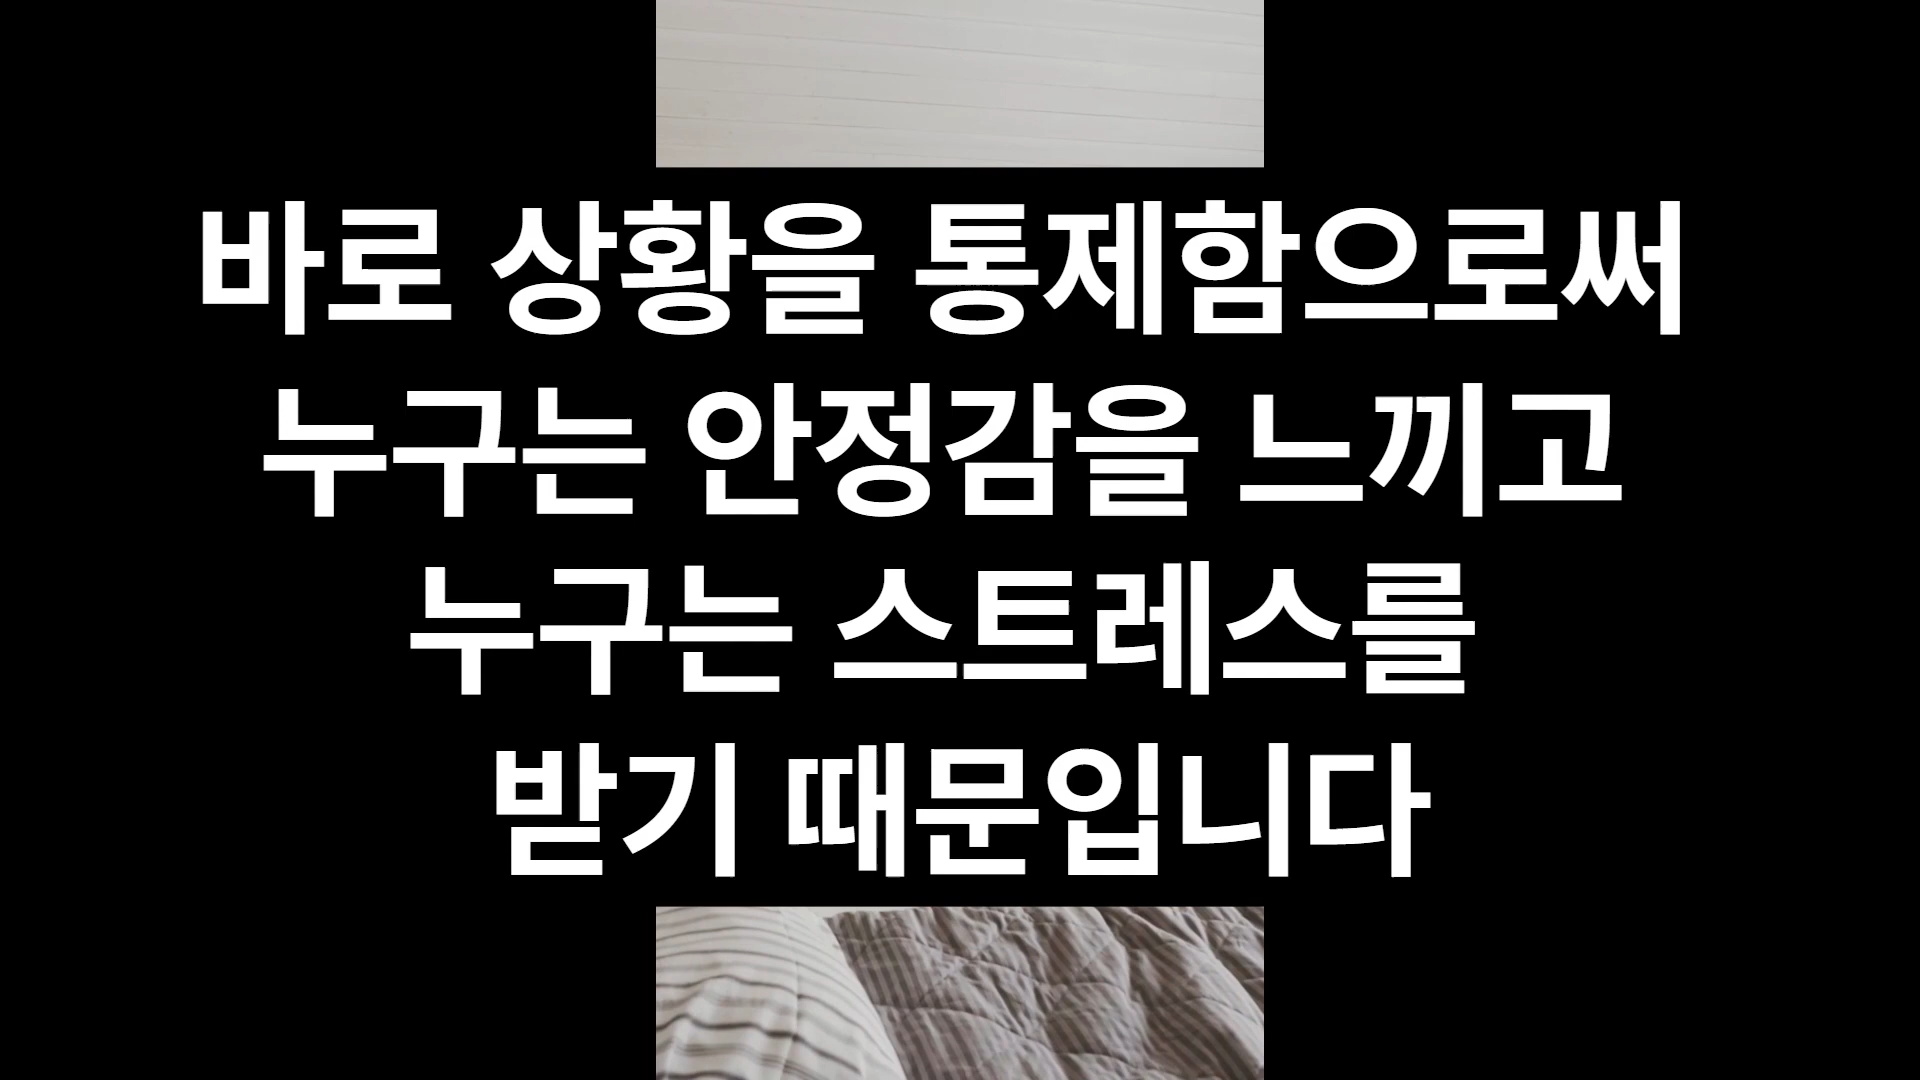 바로 상황을 통제함으로써
누구는 안정감을 느끼고
누구는 스트레스를
받기 때문입니다